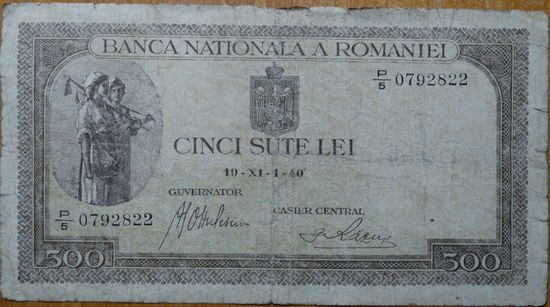 BANCA NATIONALA A ROMANIEI
P/5 0792822
CINCI SUTE LEI
19-XI-1-40
GUVERNATOR
CASIER CENTRAL
P/5 0792822
500 500